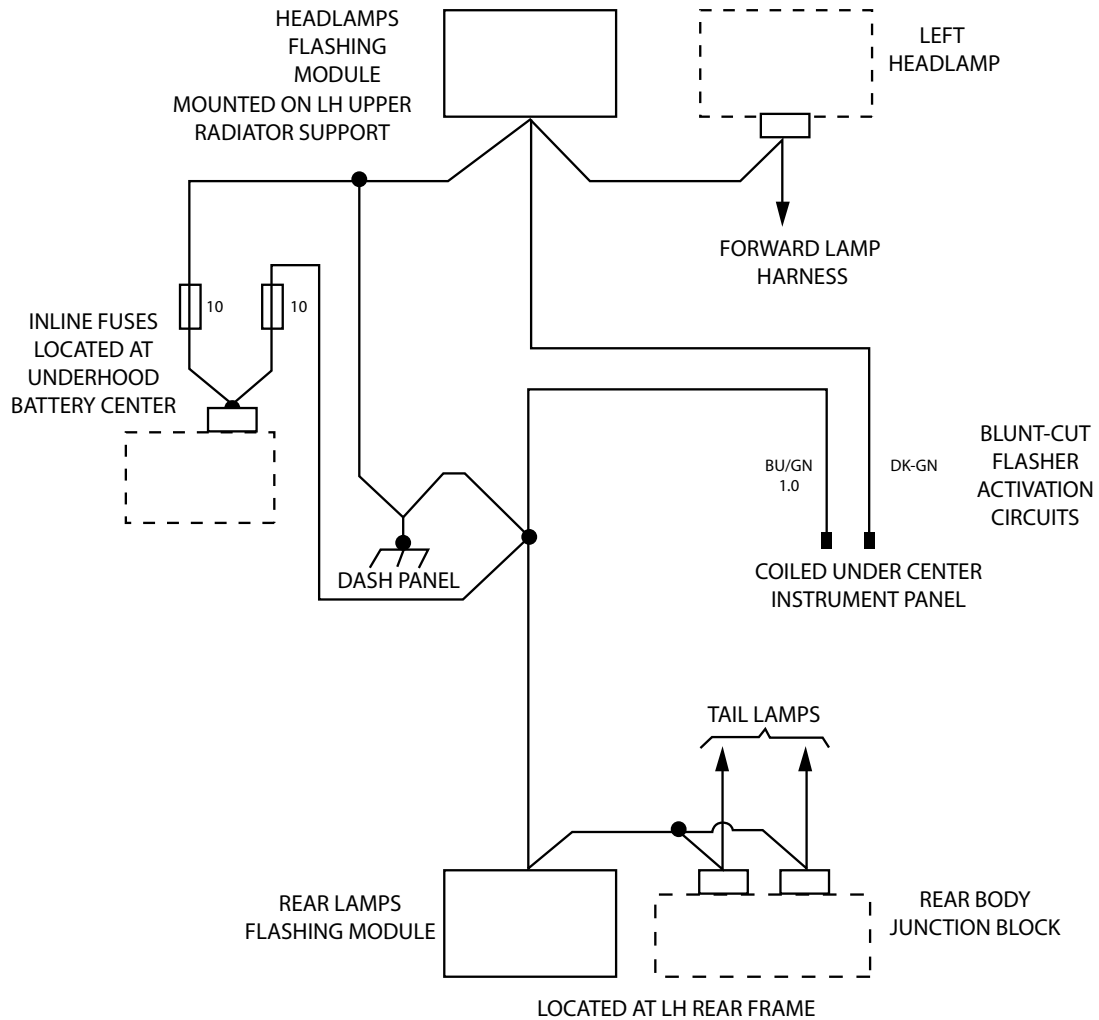 HEADLAMPS
FLASHING
MODULE
MOUNTED ON LH UPPER
RADIATOR SUPPORT
LEFT
HEADLAMP
FORWARD LAMP
HARNESS
10
10
INLINE FUSES
LOCATED AT
UNDERHOOD
BATTERY CENTER
BU/GN
1.0
DK-GN
BLUNT-CUT
FLASHER
ACTIVATION
CIRCUITS
DASH PANEL
COILED UNDER CENTER
INSTRUMENT PANEL
TAIL LAMPS
REAR LAMPS
FLASHING MODULE
REAR BODY
JUNCTION BLOCK
LOCATED AT LH REAR FRAME